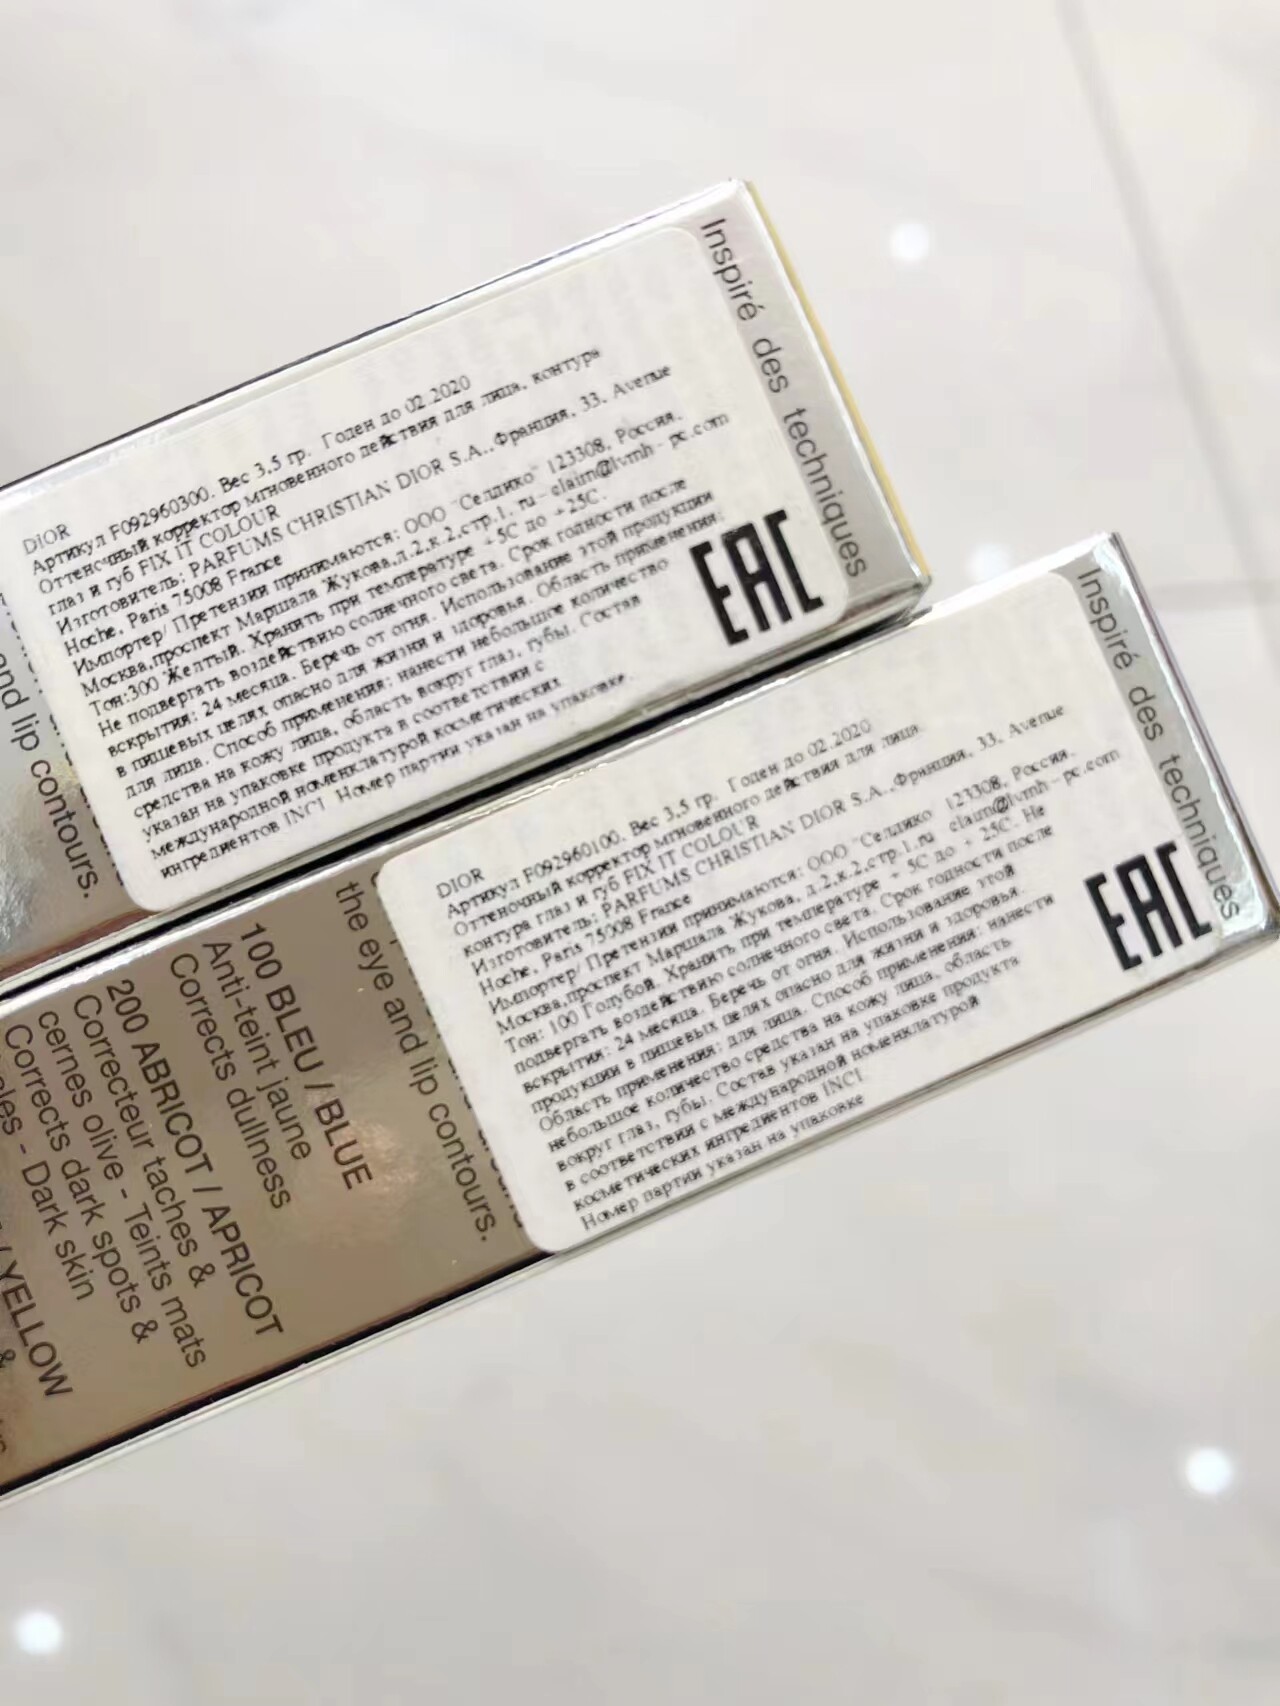 DIOR
Артикул F092960300. Вес 3,5 гр. Годен до 02.2020
Оттеночный корректор мгновенного действия для лица, контура
глаз и губ FIX IT COLOUR
Изготовитель: PARFUMS CHRISTIAN DIOR S.A.,Франция, 33, Avenue
Hoche, Paris 75008 France
Импортер/ Претензии принимаются: ООО "Селдико" 123308, Россия,
Москва,проспект Маршала Жукова,д.2,к.2,стр.1. ru-claim@lvmh-pc.com
Тон:300 Желтый. Хранить при температуре +5C до +25C.
Не подвергать воздействию солнечного света. Срок годности после
вскрытия: 24 месяца. Беречь от огня. Использование этой продукции
в пищевых целях опасно для жизни и здоровья. Область применения:
для лица. Способ применения: нанести небольшое количество
средства на кожу лица, область вокруг глаз, губы. Состав
указан на упаковке продукта в соответствии с
международной номенклатурой косметических
ингредиентов INCI Номер партии указан на упаковке.
Inspiré des techniques
and lip contours.
DIOR
Артикул F092960100. Вес 3,5 гр. Годен до 02.2020
Оттеночный корректор мгновенного действия для лица,
контура глаз и губ FIX IT COLOUR
Изготовитель: PARFUMS CHRISTIAN DIOR S.A.,Франция, 33, Avenue
Hoche, Paris 75008 France
Импортер/ Претензии принимаются: ООО "Селдико 123308, Россия,
Москва,проспект Маршала Жукова, д.2,к.2,стр.1.ru claim@lvmh-pc.com
Тон: 100 Голубой. Хранить при температуре + 5C до + 25C. Не
подвергать воздействию солнечного света. Срок годности после
вскрытия: 24 месяца. Беречь от огня. Использование этой
продукции в пищевых целях опасно для жизни и здоровья.
Область применения: для лица. Способ применения: нанести
небольшое количество средства на кожу лица, область
вокруг глаз, губы. Состав указан на упаковке продукта
в соответствии с международной номенклатурой
косметических ингредиентов INCI
Номер партии указан на упаковке
EAC
EAC
Inspiré des techniques
the eye and lip contours.
100 BLEU / BLUE
Anti-teint jaune
Corrects dullness
200 ABRICOT / APRICOT
Correcteur taches &
cernes olive - Teints mats
Corrects dark spots &
- Dark skin
/ YELLOW
&